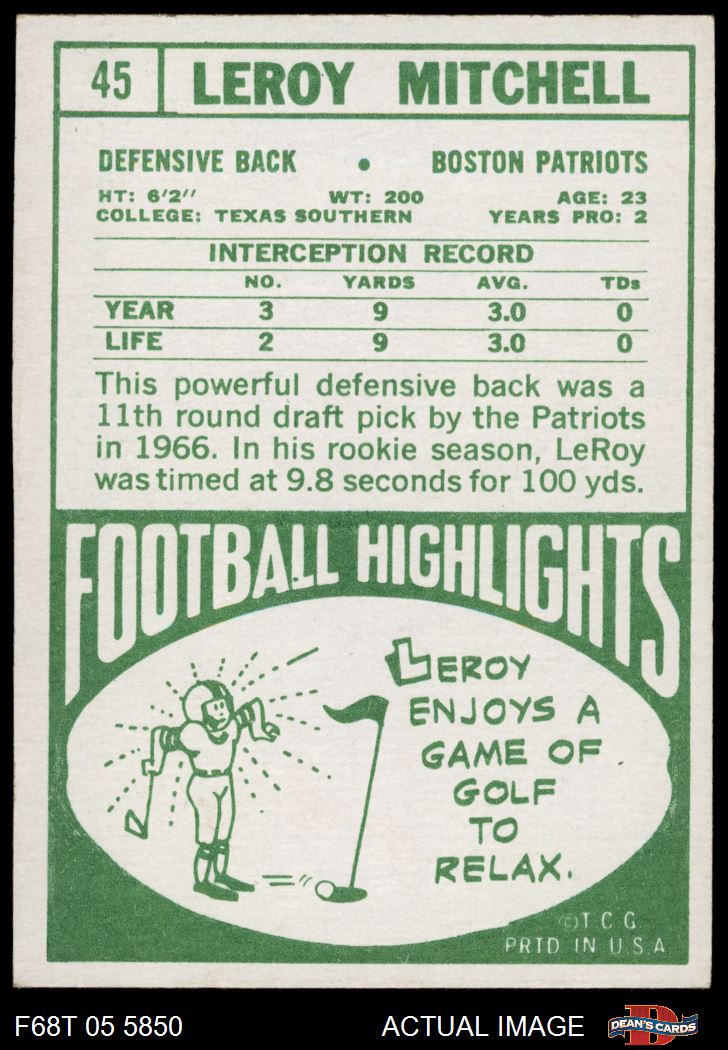 45 LEROY MITCHELL
DEFENSIVE BACK • BOSTON PATRIOTS
HT: 6'2'' WT: 200 AGE: 23
COLLEGE: TEXAS SOUTHERN YEARS PRO: 2
INTERCEPTION RECORD
NO. YARDS AVG. TDs
YEAR 3 9 3.0 0
LIFE 2 9 3.0 0
This powerful defensive back was a
11th round draft pick by the Patriots
in 1966. In his rookie season, LeRoy
was timed at 9.8 seconds for 100 yds.
FOOTBALL HIGHLIGHTS
LEROY
ENJOYS A
GAME OF
GOLF
TO
RELAX.
©T C G
PRTD IN U.S.A
F68T 05 5850 ACTUAL IMAGE DEAN'S CARDS